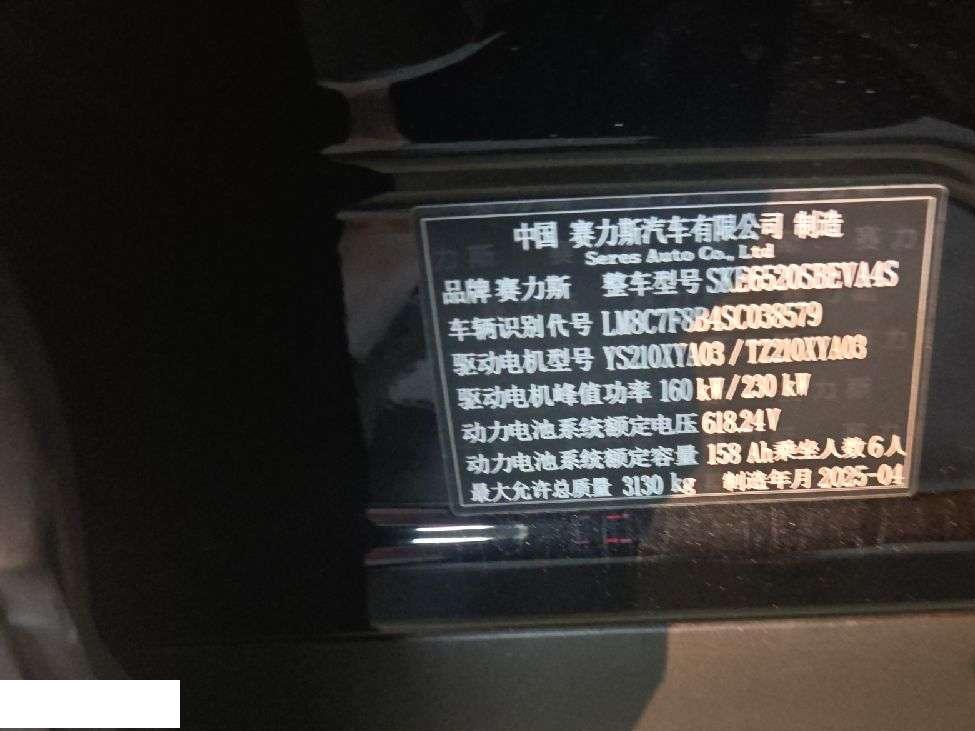 中国 赛力斯汽车有限公司 制造
Seres Auto Co., Ltd
品牌 赛力斯 整车型号 SKE6520SBEVA4S
车辆识别代号 LM8C7F8B4SC038579
驱动电机型号 YS210XYA03 / TZ210XYA03
驱动电机峰值功率 160 kW / 230 kW
动力电池系统额定电压 618.24 V
动力电池系统额定容量 158 Ah 乘坐人数 6 人
最大允许总质量 3130 kg 制造年月 2025-04